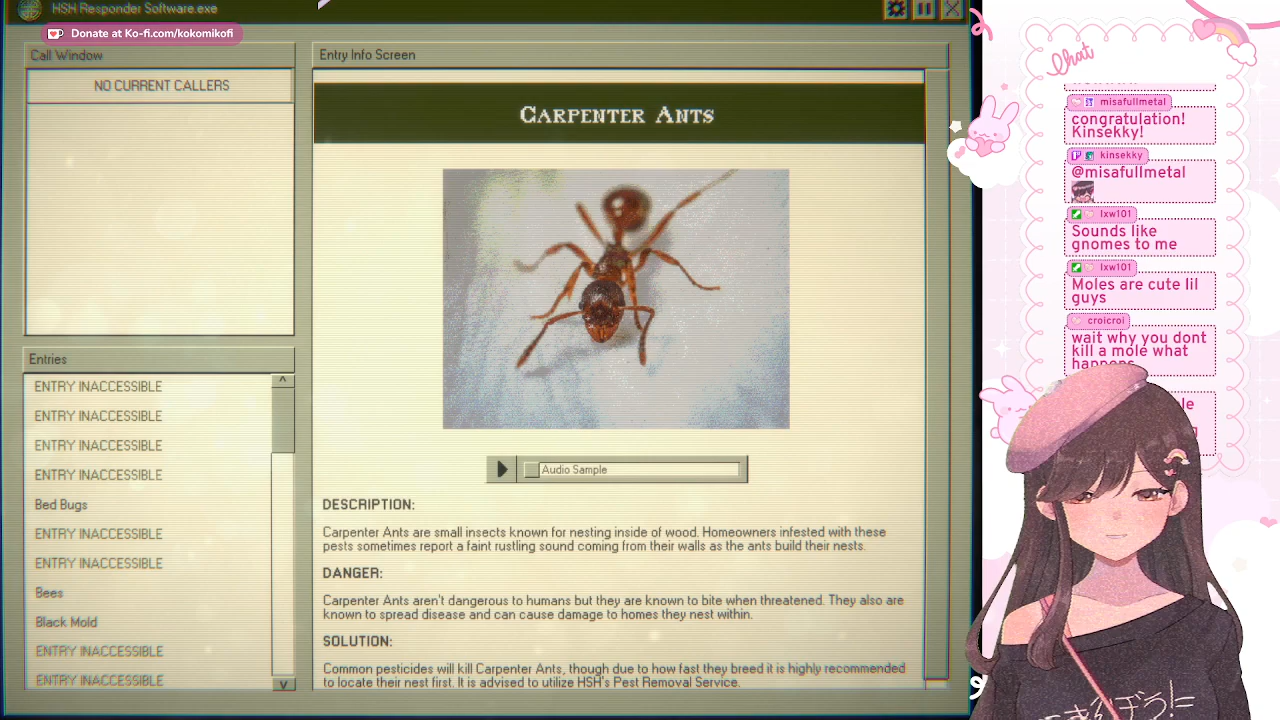 HSH Responder Software.exe
Donate at Ko-fi.com/kokomikofi
Call Window
NO CURRENT CALLERS
Entries
ENTRY INACCESSIBLE
ENTRY INACCESSIBLE
ENTRY INACCESSIBLE
ENTRY INACCESSIBLE
Bed Bugs
ENTRY INACCESSIBLE
ENTRY INACCESSIBLE
Bees
Black Mold
ENTRY INACCESSIBLE
ENTRY INACCESSIBLE
Entry Info Screen
Carpenter Ants
Audio Sample
DESCRIPTION:
Carpenter Ants are small insects known for nesting inside of wood. Homeowners infested with these
pests sometimes report a faint rustling sound coming from their walls as the ants build their nests.
DANGER:
Carpenter Ants aren't dangerous to humans but they are known to bite when threatened. They also are
known to spread disease and can cause damage to homes they nest within.
SOLUTION:
Common pesticides will kill Carpenter Ants, though due to how fast they breed it is highly recommended
to locate their nest first. It is advised to utilize HSH's Pest Removal Service.
Chat
misafullmetal
congratulation!
Kinsekky!
kinsekky
@misafullmetal
lxw101
Sounds like
gnomes to me
lxw101
Moles are cute lil
guys
croicroi
wait why you dont
kill a mole what